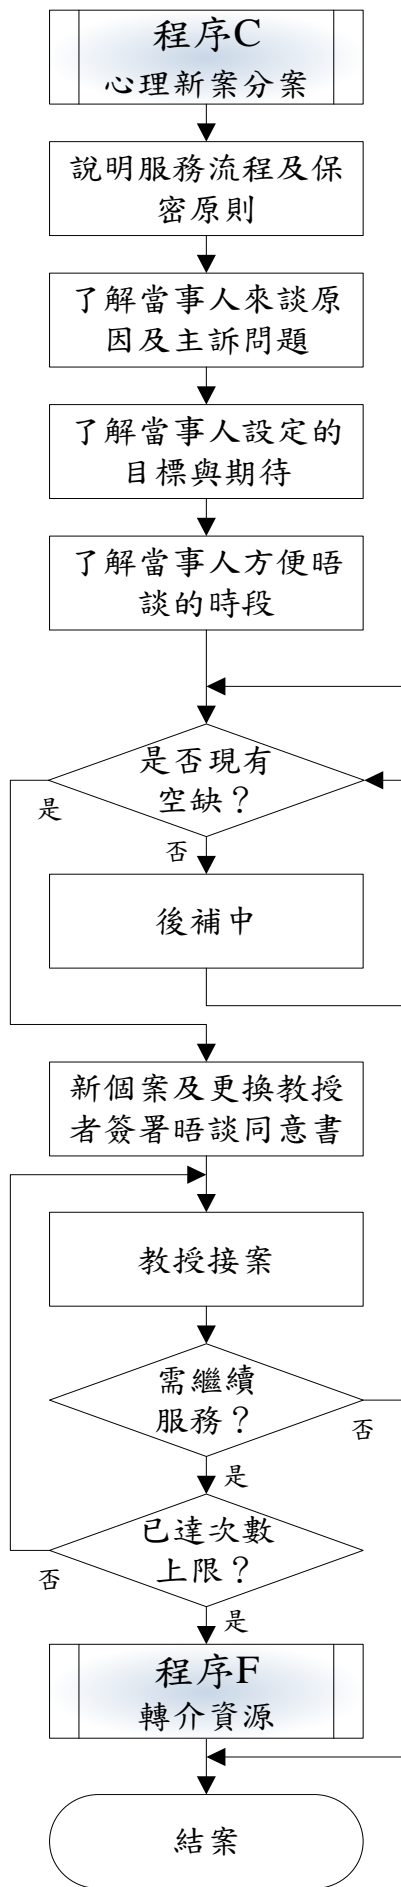 程序C
心理新案分案
說明服務流程及保
密原則
了解當事人來談原
因及主訴問題
了解當事人設定的
目標與期待
了解當事人方便晤
談的時段
是否現有
空缺？
是
否
後補中
新個案及更換教授
者簽署晤談同意書
教授接案
需繼續
服務？
否
是
已達次數
上限？
否
是
程序F
轉介資源
結案